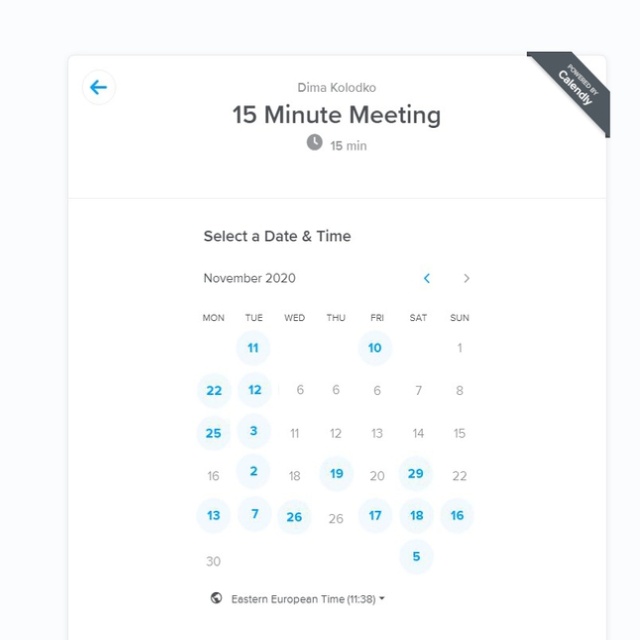 Dima Kolodko
15 Minute Meeting
15 min
POWERED BY
Calendly
Select a Date & Time
November 2020
MON TUE WED THU FRI SAT SUN
11 10 1
22 12 6 6 6 7 8
25 3 11 12 13 14 15
16 2 18 19 20 29 22
13 7 26 26 17 18 16
30 5
Eastern European Time (11:38)